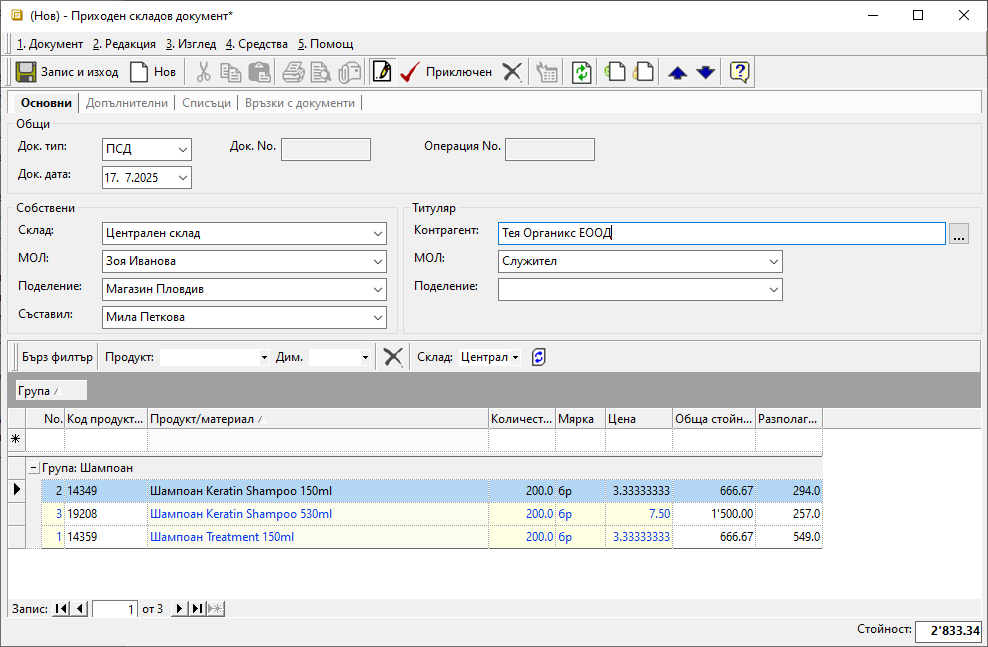 (Нов) - Приходен складов документ*
1. Документ 2. Редакция 3. Изглед 4. Средства 5. Помощ
Запис и изход Нов Приключен
Основни Допълнителни Списъци Връзки с документи
Общи
Док. тип: ПСД Док. No. Операция No.
Док. дата: 17. 7.2025
Собствени Титуляр
Склад: Централен склад Контрагент: Тея Органикс ЕООД ...
МОЛ: Зоя Иванова МОЛ: Служител
Поделение: Магазин Пловдив Поделение:
Съставил: Мила Петкова
Бърз филтър Продукт: Дим. Склад: Централ
Група
No. Код продукт... Продукт/материал Количест... Мярка Цена Обща стойн... Разполаг...
Група: Шампоан
2 14349 Шампоан Keratin Shampoo 150ml 200.0 бр 3.33333333 666.67 294.0
3 19208 Шампоан Keratin Shampoo 530ml 200.0 бр 7.50 1'500.00 257.0
1 14359 Шампоан Treatment 150ml 200.0 бр 3.33333333 666.67 549.0
Запис: 1 от 3
Стойност: 2'833.34